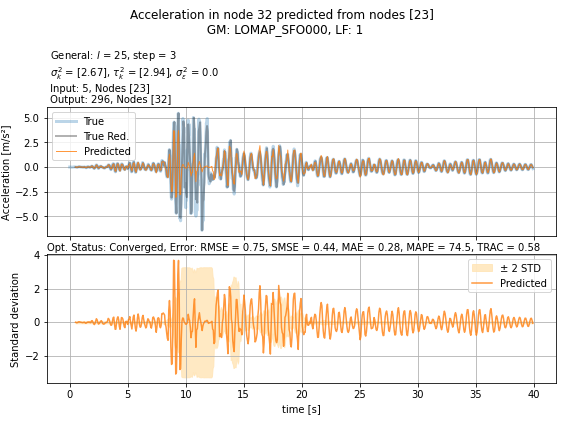 Acceleration in node 32 predicted from nodes [23]
GM: LOMAP_SFO000, LF: 1
General: l = 25, step = 3
σ²ₖ = [2.67], τ²ₖ = [2.94], σ²ε = 0.0
Input: 5, Nodes [23]
Output: 296, Nodes [32]
Acceleration [m/s²]
5.0
2.5
0.0
−2.5
−5.0
True
True Red.
Predicted
Opt. Status: Converged, Error: RMSE = 0.75, SMSE = 0.44, MAE = 0.28, MAPE = 74.5, TRAC = 0.58
Standard deviation
4
2
0
−2
± 2 STD
Predicted
0 5 10 15 20 25 30 35 40
time [s]